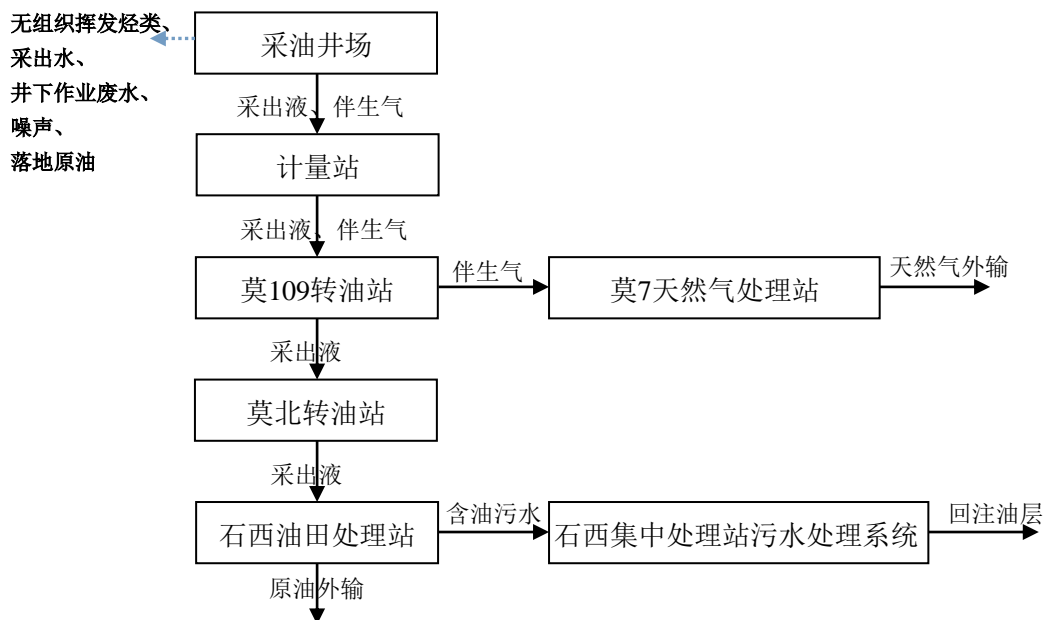 无组织挥发烃类、
采出水、
井下作业废水、
噪声、
落地原油
采油井场
采出液、伴生气
计量站
采出液、伴生气
莫109转油站
伴生气
莫7天然气处理站
天然气外输
采出液
莫北转油站
采出液
石西油田处理站
含油污水
石西集中处理站污水处理系统
回注油层
原油外输